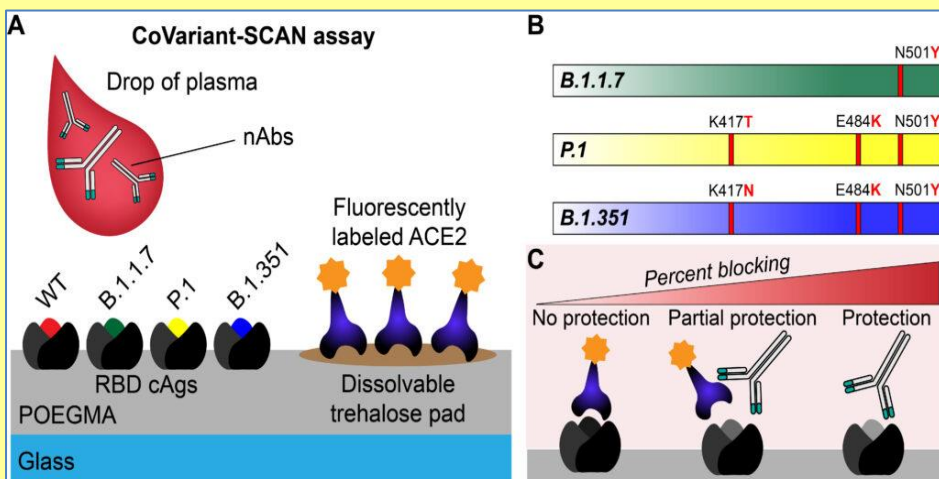 A
CoVariant-SCAN assay
Drop of plasma
nAbs
Fluorescently
labeled ACE2
WT
B.1.1.7
P.1
B.1.351
RBD cAgs
POEGMA
Dissolvable
trehalose pad
Glass
B
N501Y
B.1.1.7
K417T E484K N501Y
P.1
K417N E484K N501Y
B.1.351
C
Percent blocking
No protection Partial protection Protection